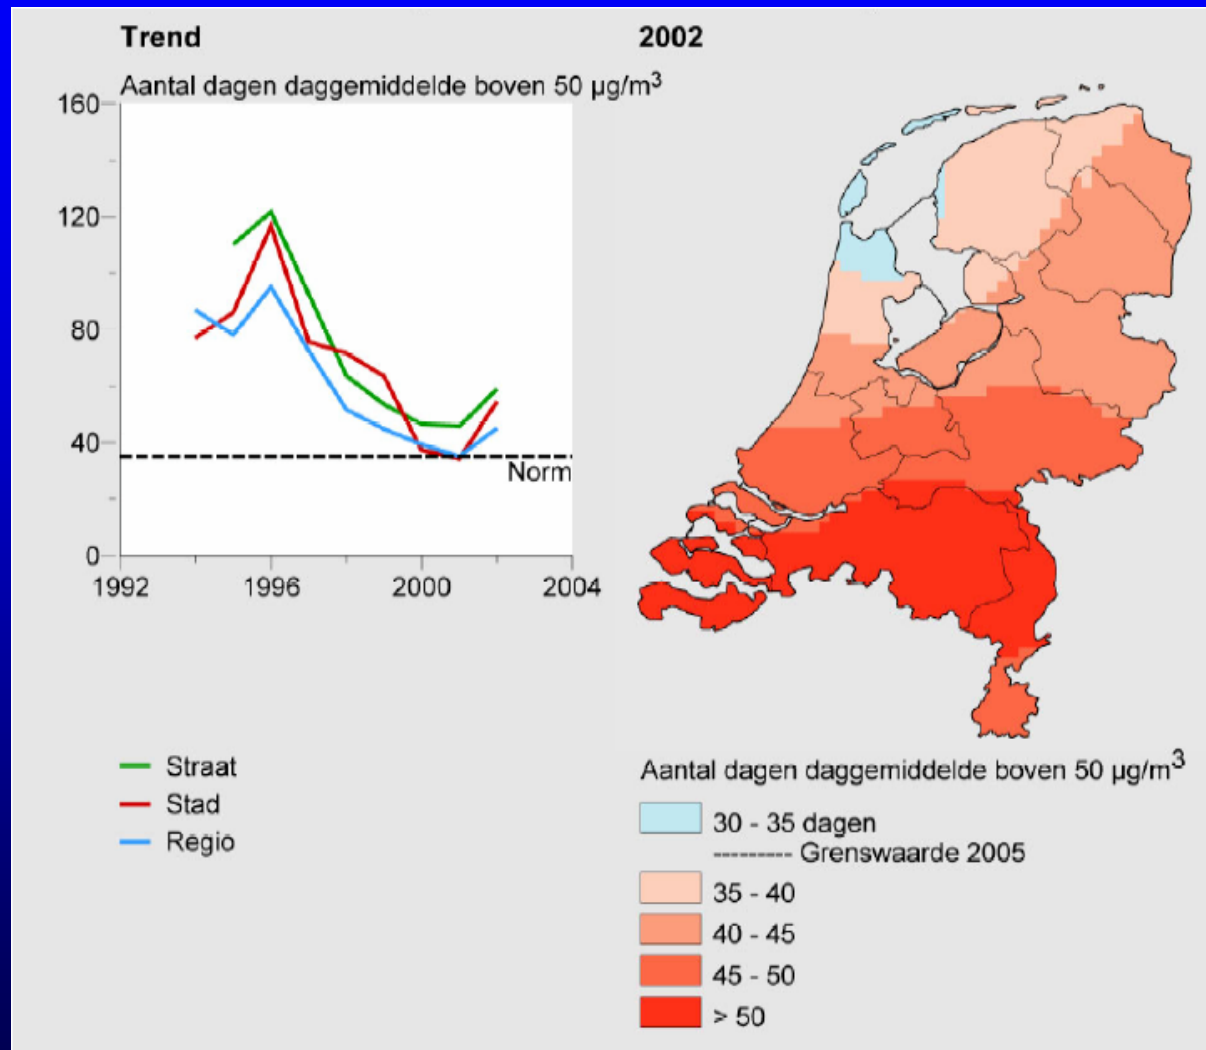 Trend
Aantal dagen daggemiddelde boven 50 µg/m³
160
120
80
40
0
Norm
1992 1996 2000 2004
Straat
Stad
Regio
2002
Aantal dagen daggemiddelde boven 50 µg/m³
30 - 35 dagen
--------- Grenswaarde 2005
35 - 40
40 - 45
45 - 50
> 50